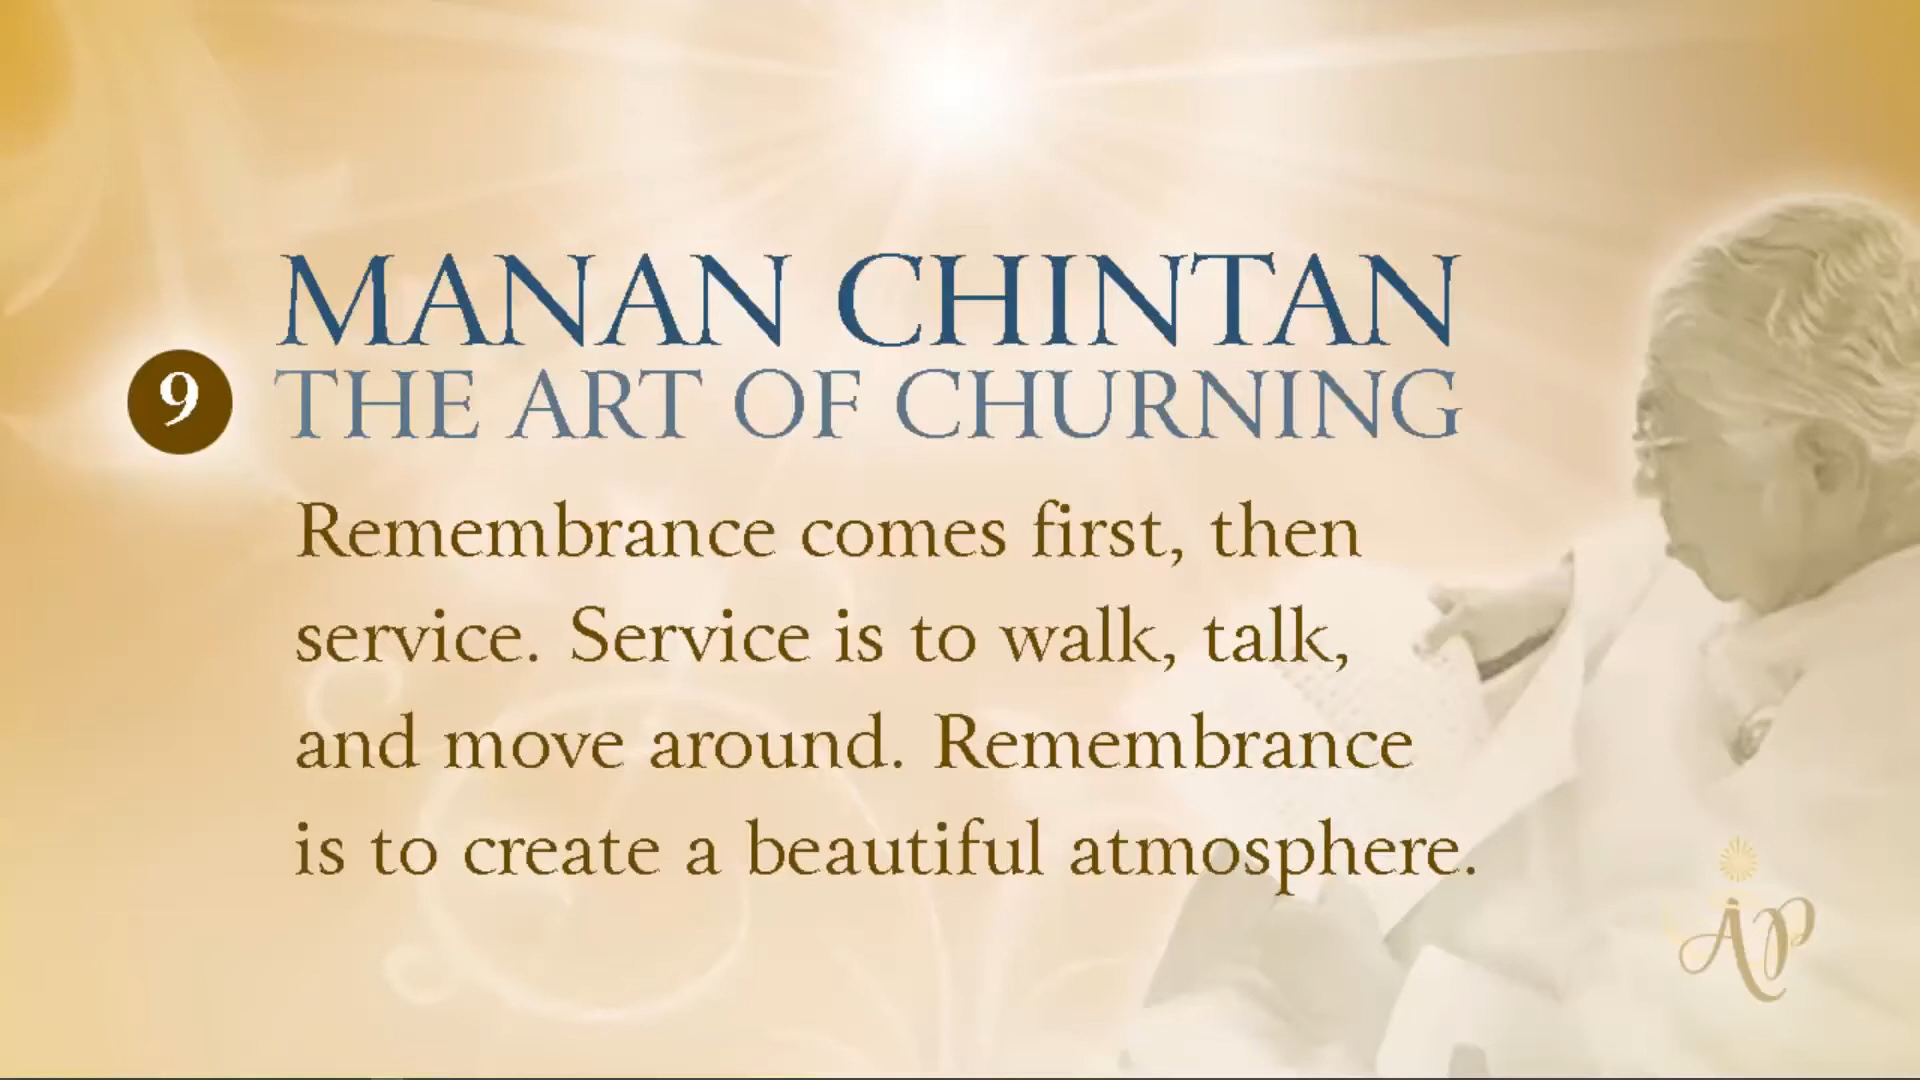 MANAN CHINTAN
9
THE ART OF CHURNING
Remembrance comes first, then
service. Service is to walk, talk,
and move around. Remembrance
is to create a beautiful atmosphere.
AP